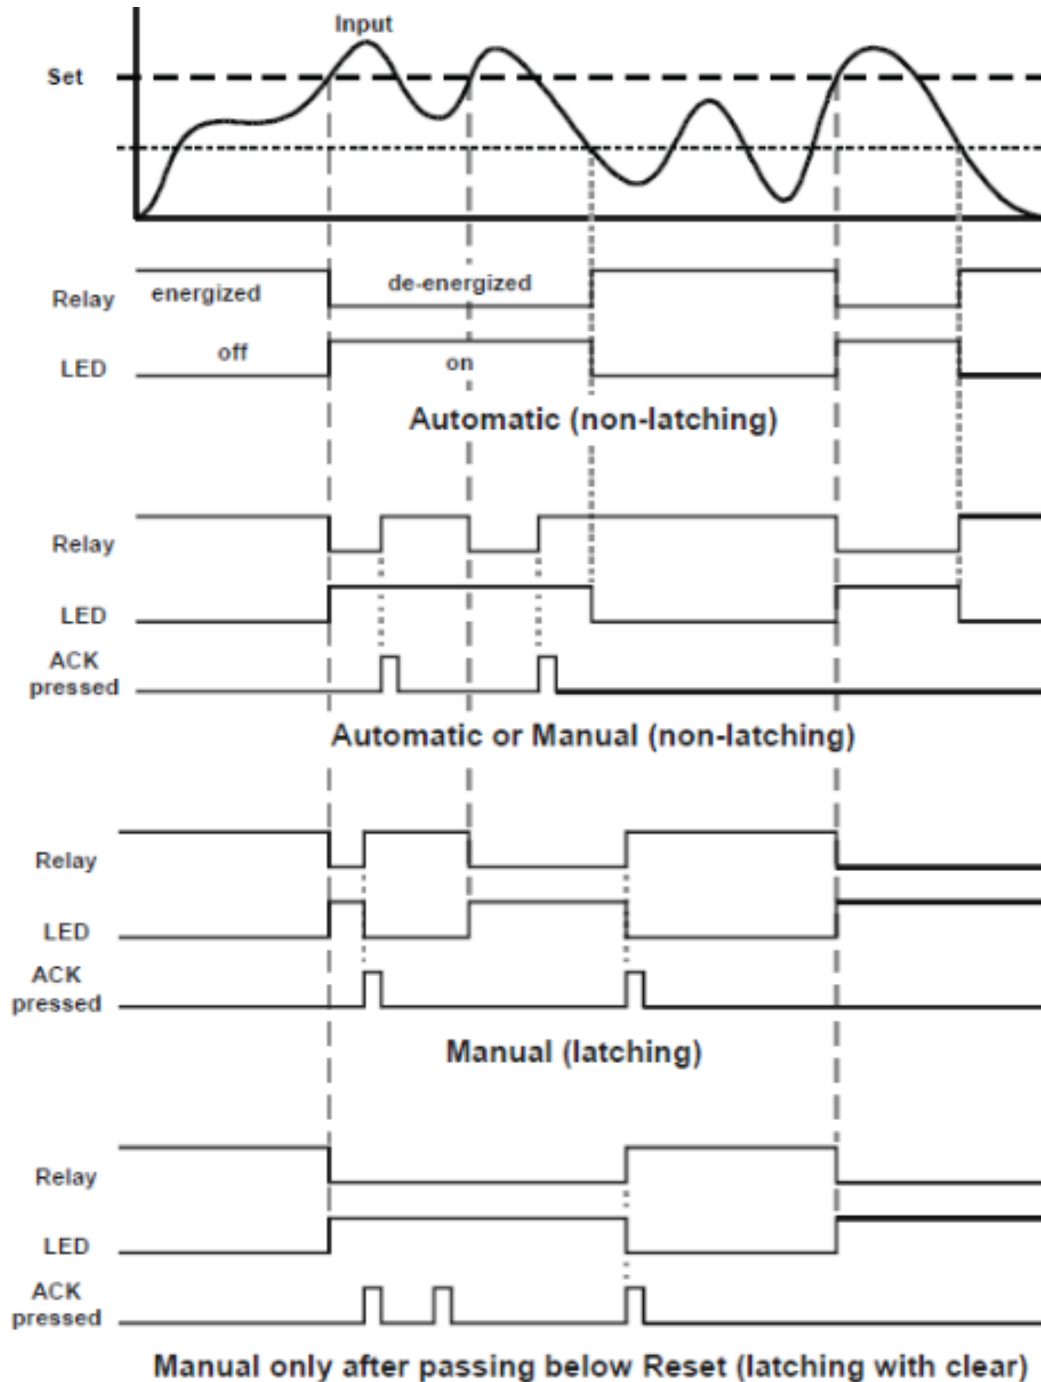 Input
Set
Relay
energized
de-energized
LED
off
on
Automatic (non-latching)
Relay
LED
ACK
pressed
Automatic or Manual (non-latching)
Relay
LED
ACK
pressed
Manual (latching)
Relay
LED
ACK
pressed
Manual only after passing below Reset (latching with clear)